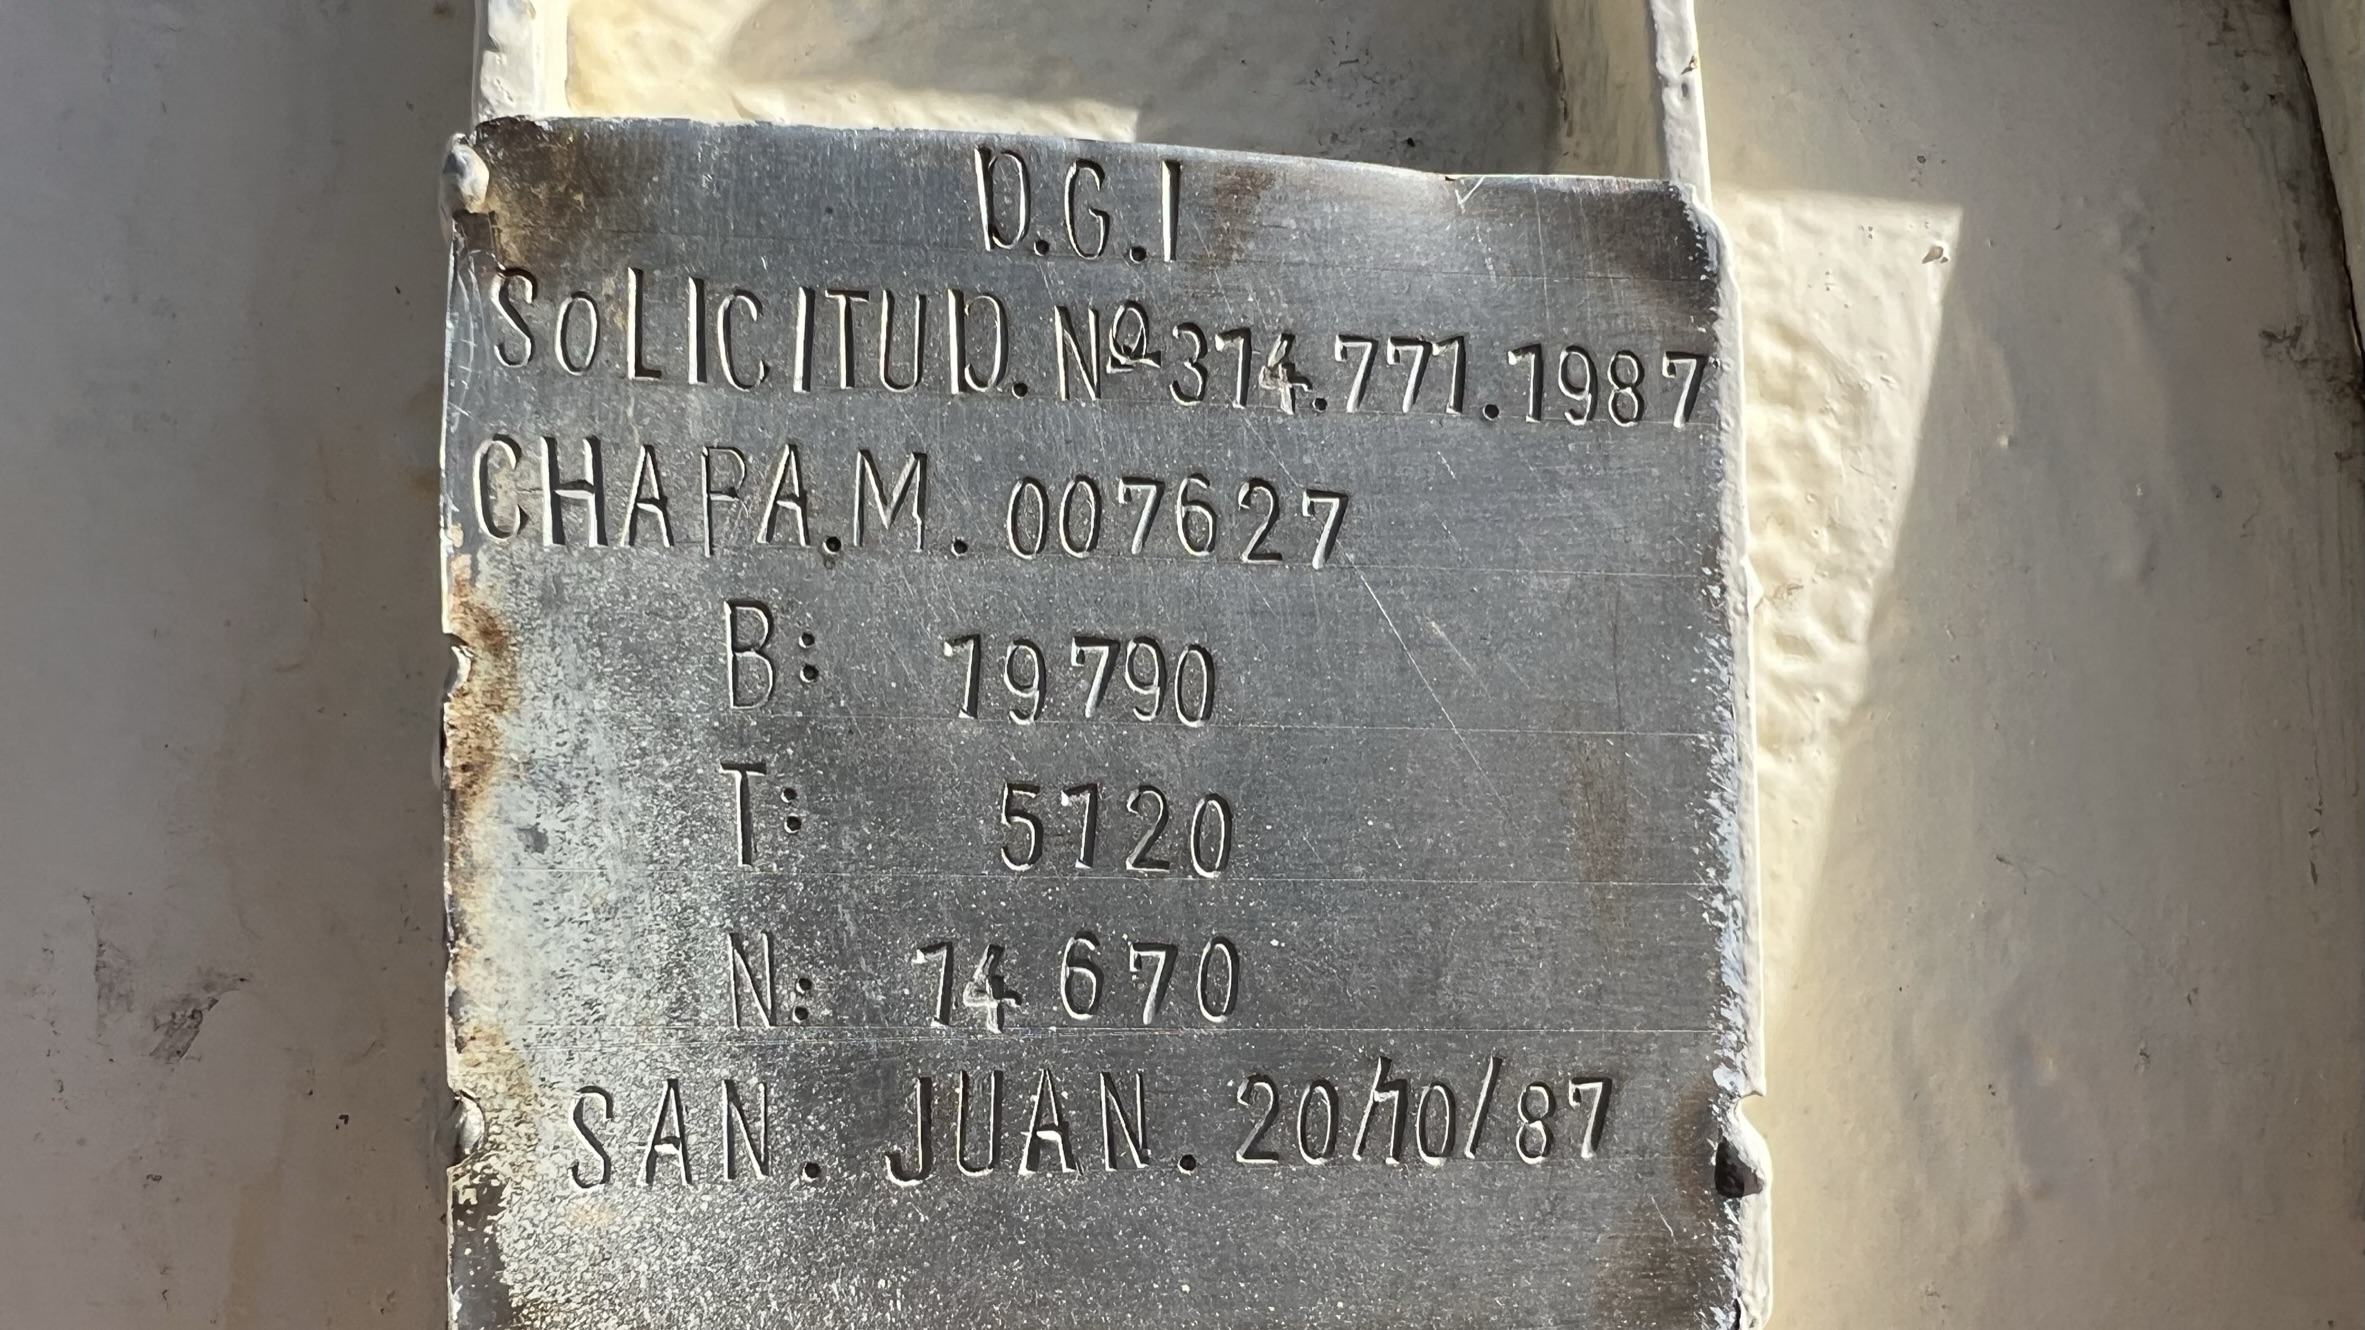 D.G.I
SOLICITUD. Nº 314.771.1987
CHAPA.M. 007627
B: 19790
T: 5120
N: 14670
SAN. JUAN. 20/10/87